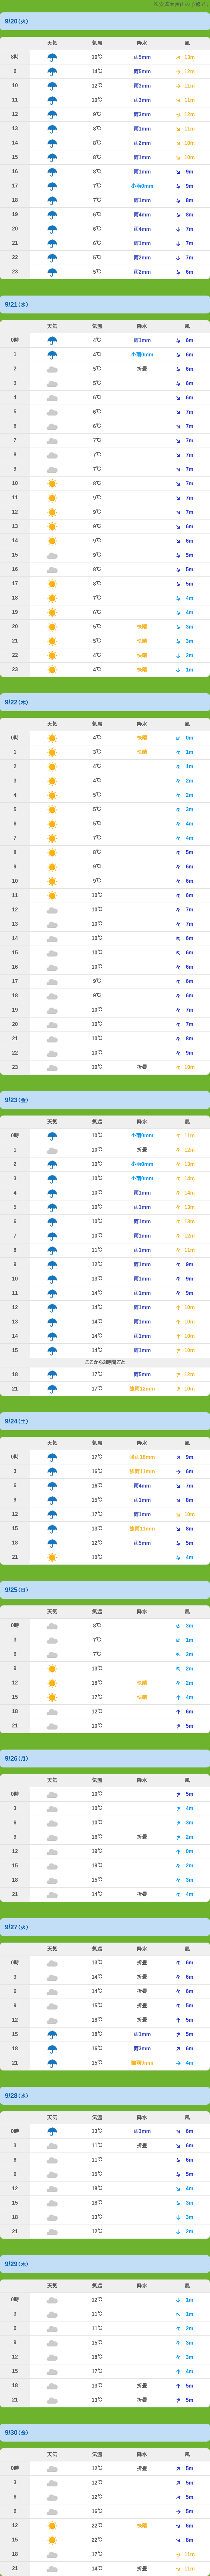 ※安達太良山の予報です
9/20(火)
天気 気温 降水 風
8時 16℃ 雨5mm 13m
9 14℃ 雨5mm 12m
10 12℃ 雨3mm 11m
11 10℃ 雨3mm 11m
12 9℃ 雨3mm 12m
13 8℃ 雨1mm 11m
14 8℃ 雨2mm 10m
15 8℃ 雨1mm 10m
16 8℃ 雨1mm 9m
17 7℃ 小雨0mm 9m
18 7℃ 雨1mm 8m
19 6℃ 雨4mm 8m
20 6℃ 雨4mm 7m
21 6℃ 雨1mm 7m
22 5℃ 雨2mm 7m
23 5℃ 雨2mm 6m
9/21(水)
天気 気温 降水 風
0時 4℃ 雨1mm 6m
1 4℃ 小雨0mm 6m
2 5℃ 折畳 6m
3 5℃ 6m
4 6℃ 6m
5 6℃ 7m
6 6℃ 7m
7 7℃ 7m
8 7℃ 7m
9 7℃ 7m
10 8℃ 7m
11 9℃ 7m
12 9℃ 7m
13 9℃ 6m
14 9℃ 6m
15 9℃ 5m
16 8℃ 5m
17 8℃ 5m
18 7℃ 4m
19 6℃ 4m
20 5℃ 快晴 3m
21 5℃ 快晴 3m
22 4℃ 快晴 2m
23 4℃ 快晴 1m
9/22(木)
天気 気温 降水 風
0時 4℃ 快晴 0m
1 3℃ 快晴 1m
2 4℃ 1m
3 4℃ 2m
4 5℃ 2m
5 5℃ 3m
6 5℃ 4m
7 7℃ 4m
8 8℃ 5m
9 9℃ 6m
10 9℃ 6m
11 10℃ 6m
12 10℃ 7m
13 10℃ 7m
14 10℃ 6m
15 10℃ 6m
16 10℃ 6m
17 9℃ 6m
18 9℃ 6m
19 10℃ 7m
20 10℃ 7m
21 10℃ 8m
22 10℃ 9m
23 10℃ 折畳 10m
9/23(金)
天気 気温 降水 風
0時 10℃ 小雨0mm 11m
1 10℃ 折畳 12m
2 10℃ 小雨0mm 13m
3 10℃ 小雨0mm 14m
4 10℃ 雨1mm 14m
5 10℃ 雨1mm 13m
6 10℃ 雨1mm 13m
7 10℃ 雨1mm 12m
8 11℃ 雨1mm 11m
9 12℃ 雨1mm 9m
10 13℃ 雨1mm 9m
11 14℃ 雨1mm 9m
12 14℃ 雨1mm 10m
13 14℃ 雨1mm 10m
14 14℃ 雨1mm 10m
15 14℃ 雨1mm 10m
ここから3時間ごと
18 17℃ 雨5mm 12m
21 17℃ 強雨12mm 10m
9/24(土)
天気 気温 降水 風
0時 17℃ 強雨16mm 9m
3 16℃ 強雨11mm 6m
6 16℃ 雨4mm 7m
9 15℃ 雨1mm 8m
12 17℃ 雨1mm 10m
15 13℃ 強雨11mm 8m
18 12℃ 雨5mm 5m
21 10℃ 4m
9/25(日)
天気 気温 降水 風
0時 8℃ 3m
3 7℃ 1m
6 7℃ 2m
9 13℃ 2m
12 18℃ 快晴 2m
15 17℃ 快晴 4m
18 12℃ 6m
21 10℃ 5m
9/26(月)
天気 気温 降水 風
0時 10℃ 5m
3 10℃ 4m
6 10℃ 3m
9 16℃ 折畳 2m
12 19℃ 0m
15 19℃ 2m
18 15℃ 3m
21 14℃ 折畳 4m
9/27(火)
天気 気温 降水 風
0時 13℃ 折畳 6m
3 14℃ 折畳 6m
6 14℃ 折畳 6m
9 15℃ 折畳 5m
12 18℃ 折畳 5m
15 18℃ 雨1mm 5m
18 16℃ 雨3mm 6m
21 15℃ 強雨9mm 4m
9/28(水)
天気 気温 降水 風
0時 13℃ 雨3mm 6m
3 11℃ 折畳 6m
6 11℃ 6m
9 15℃ 5m
12 18℃ 4m
15 18℃ 3m
18 13℃ 3m
21 12℃ 2m
9/29(木)
天気 気温 降水 風
0時 12℃ 1m
3 11℃ 1m
6 11℃ 2m
9 15℃ 3m
12 18℃ 3m
15 17℃ 4m
18 13℃ 折畳 5m
21 13℃ 折畳 5m
9/30(金)
天気 気温 降水 風
0時 12℃ 折畳 5m
3 12℃ 5m
6 12℃ 5m
9 16℃ 5m
12 22℃ 快晴 6m
15 22℃ 8m
18 17℃ 11m
21 14℃ 折畳 11m